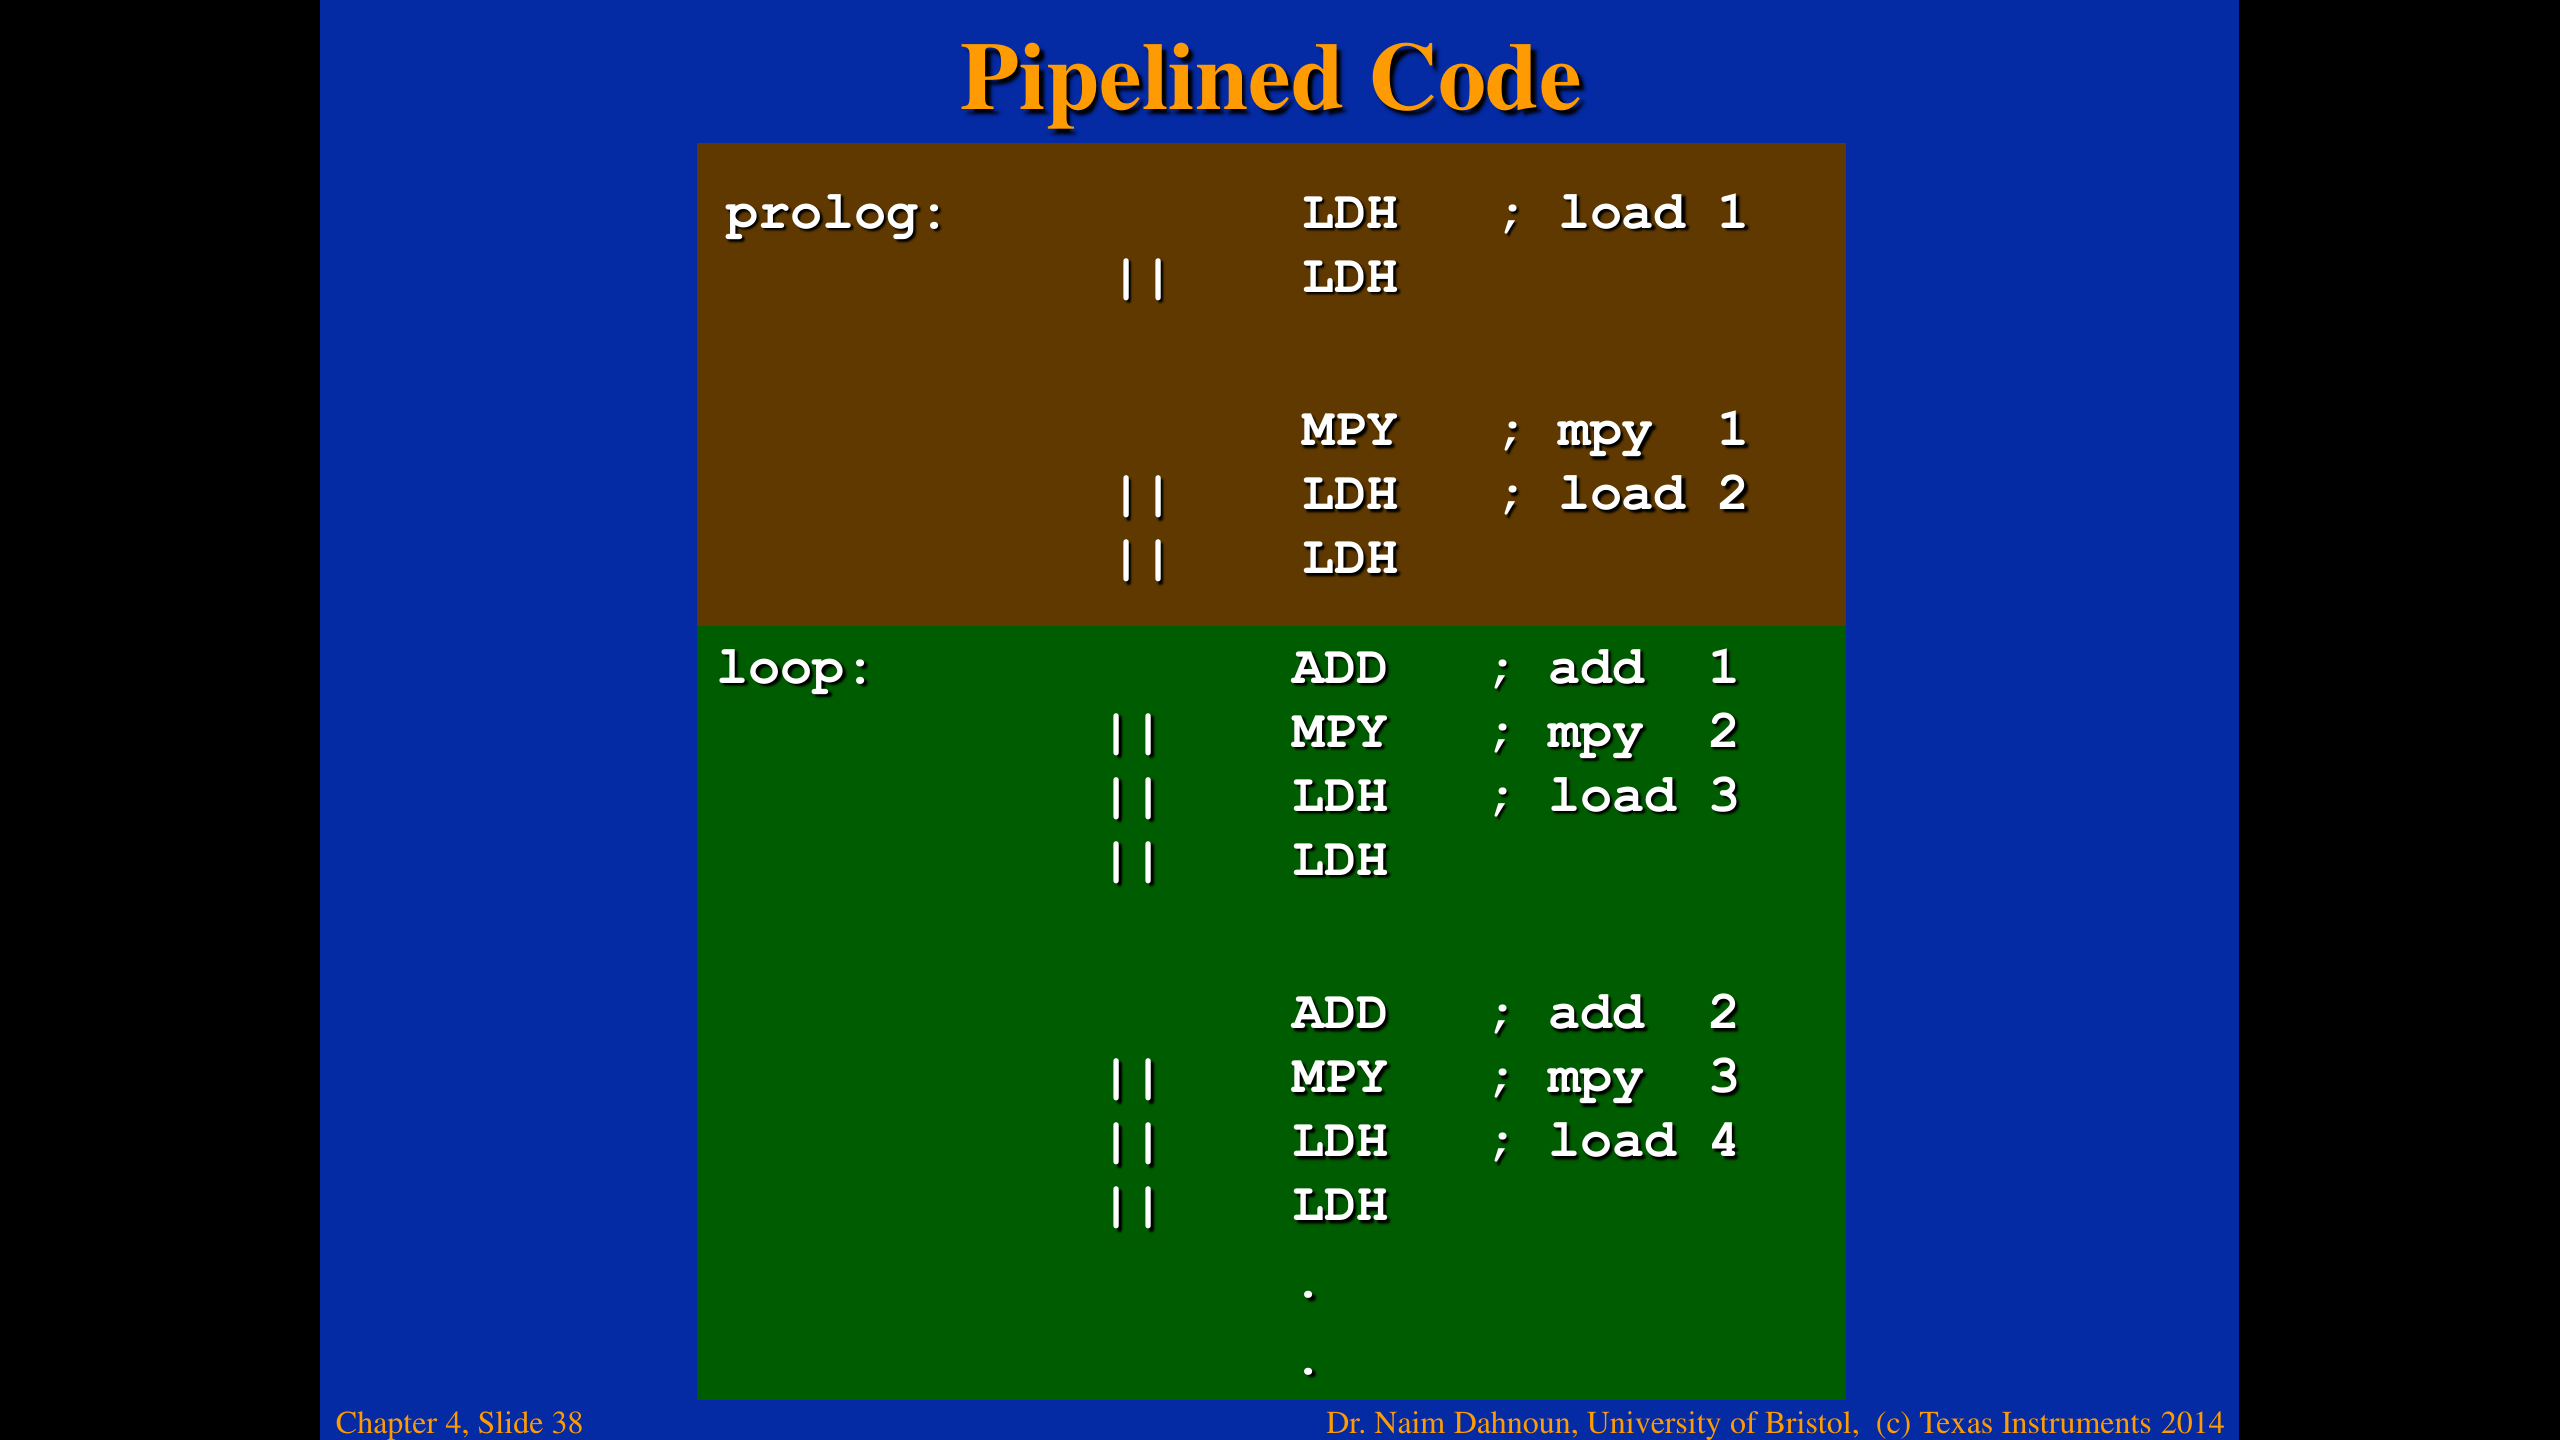 Pipelined Code
prolog: LDH ; load 1
|| LDH
MPY ; mpy 1
|| LDH ; load 2
|| LDH
loop: ADD ; add 1
|| MPY ; mpy 2
|| LDH ; load 3
|| LDH
ADD ; add 2
|| MPY ; mpy 3
|| LDH ; load 4
|| LDH
.
.
Chapter 4, Slide 38 Dr. Naim Dahnoun, University of Bristol, (c) Texas Instruments 2014